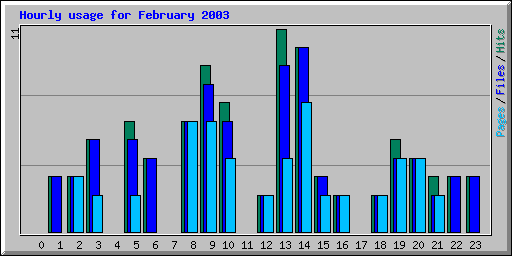 Hourly usage for February 2003
11
Pages/Files/Hits
0 1 2 3 4 5 6 7 8 9 10 11 12 13 14 15 16 17 18 19 20 21 22 23